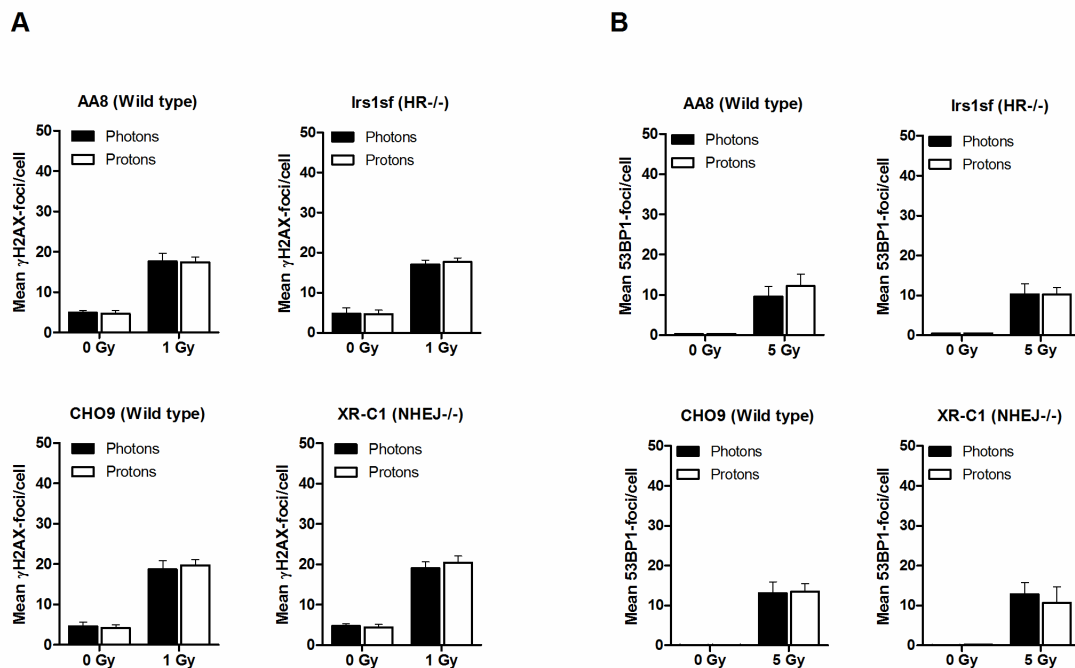 A
B
AA8 (Wild type)
Mean γH2AX-foci/cell
50
40
30
20
10
0
Photons
Protons
0 Gy
1 Gy
Irs1sf (HR-/-)
Mean γH2AX-foci/cell
50
40
30
20
10
0
Photons
Protons
0 Gy
1 Gy
AA8 (Wild type)
Mean 53BP1-foci/cell
50
40
30
20
10
0
Photons
Protons
0 Gy
5 Gy
Irs1sf (HR-/-)
Mean 53BP1-foci/cell
50
40
30
20
10
0
Photons
Protons
0 Gy
5 Gy
CHO9 (Wild type)
Mean γH2AX-foci/cell
50
40
30
20
10
0
Photons
Protons
0 Gy
1 Gy
XR-C1 (NHEJ-/-)
Mean γH2AX-foci/cell
50
40
30
20
10
0
Photons
Protons
0 Gy
1 Gy
CHO9 (Wild type)
Mean 53BP1-foci/cell
50
40
30
20
10
0
Photons
Protons
0 Gy
5 Gy
XR-C1 (NHEJ-/-)
Mean 53BP1-foci/cell
50
40
30
20
10
0
Photons
Protons
0 Gy
5 Gy